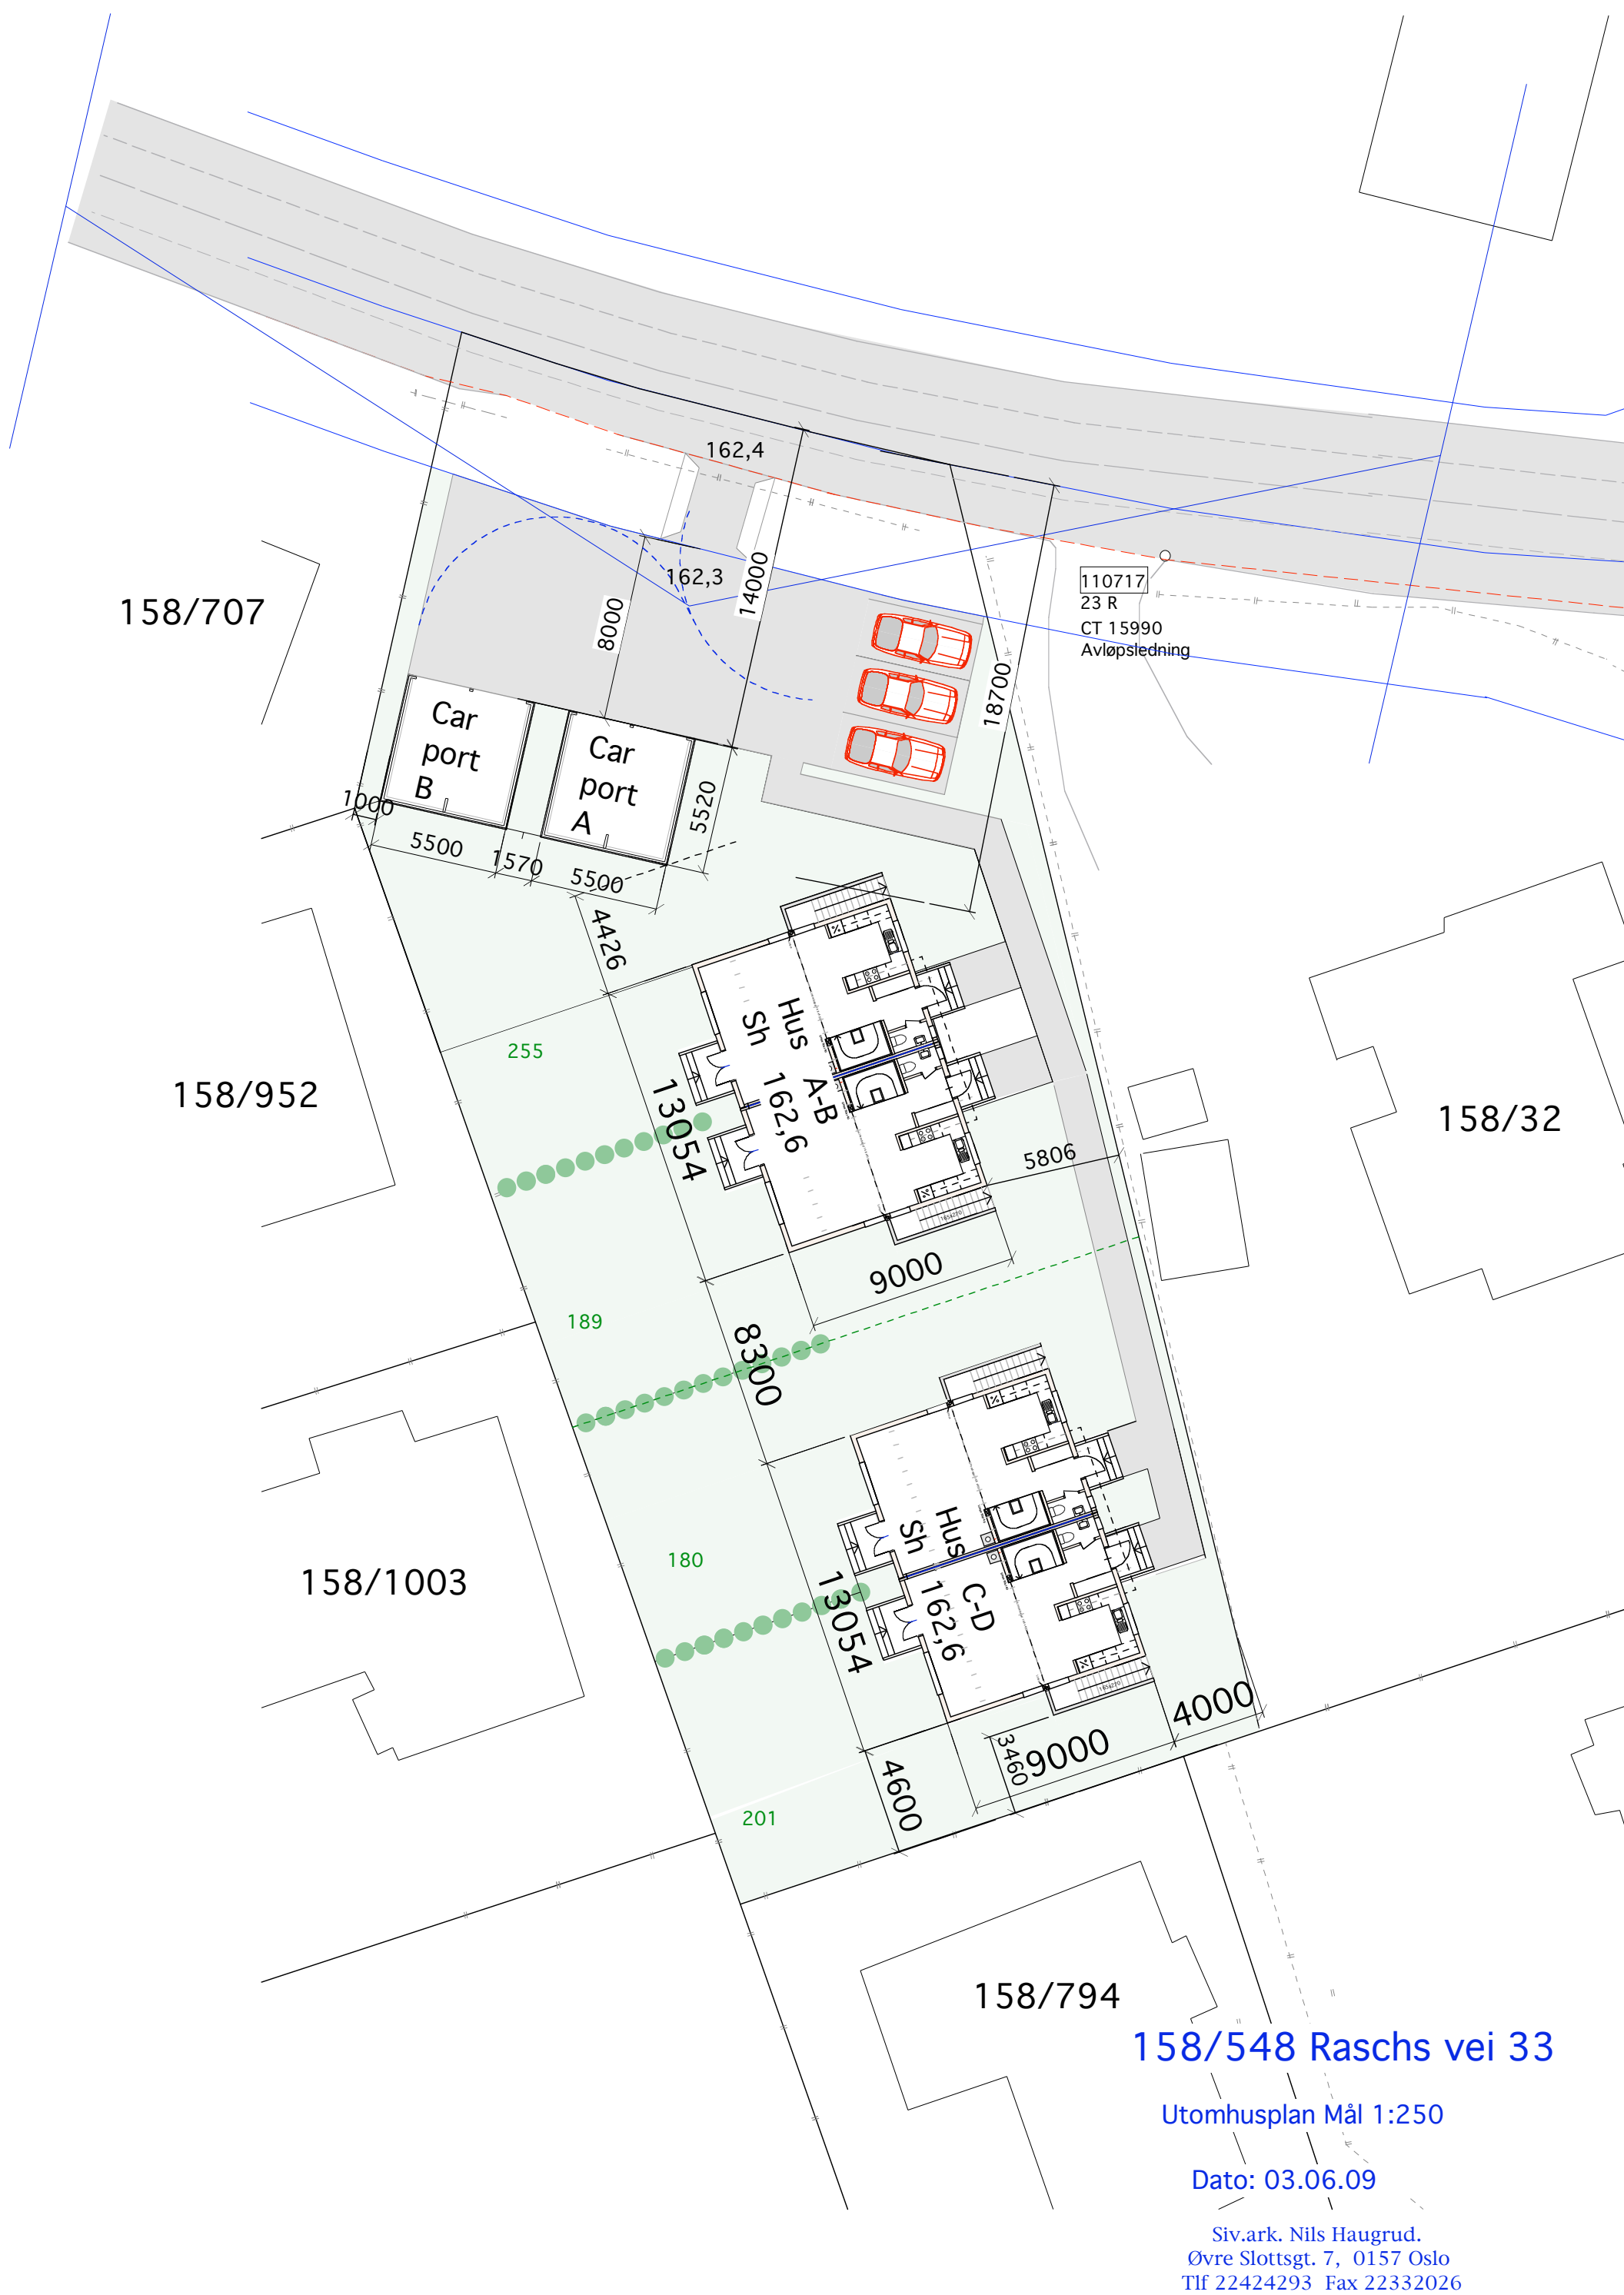 162,4
162,3
14000
8000
110717
23 R
CT 15990
Avløpsledning
158/707
18700
Car
port
B
Car
port
A
1000
5500
1570
5500
5520
4426
255
Hus A-B
Sh 162,6
13054
158/952
158/32
5806
9000
189
8300
180
Hus C-D
Sh 162,6
13054
158/1003
4000
9000
3460
4600
201
158/794
158/548 Raschs vei 33
Utomhusplan Mål 1:250
Dato: 03.06.09
Siv.ark. Nils Haugrud.
Øvre Slottsgt. 7, 0157 Oslo
Tlf 22424293 Fax 22332026